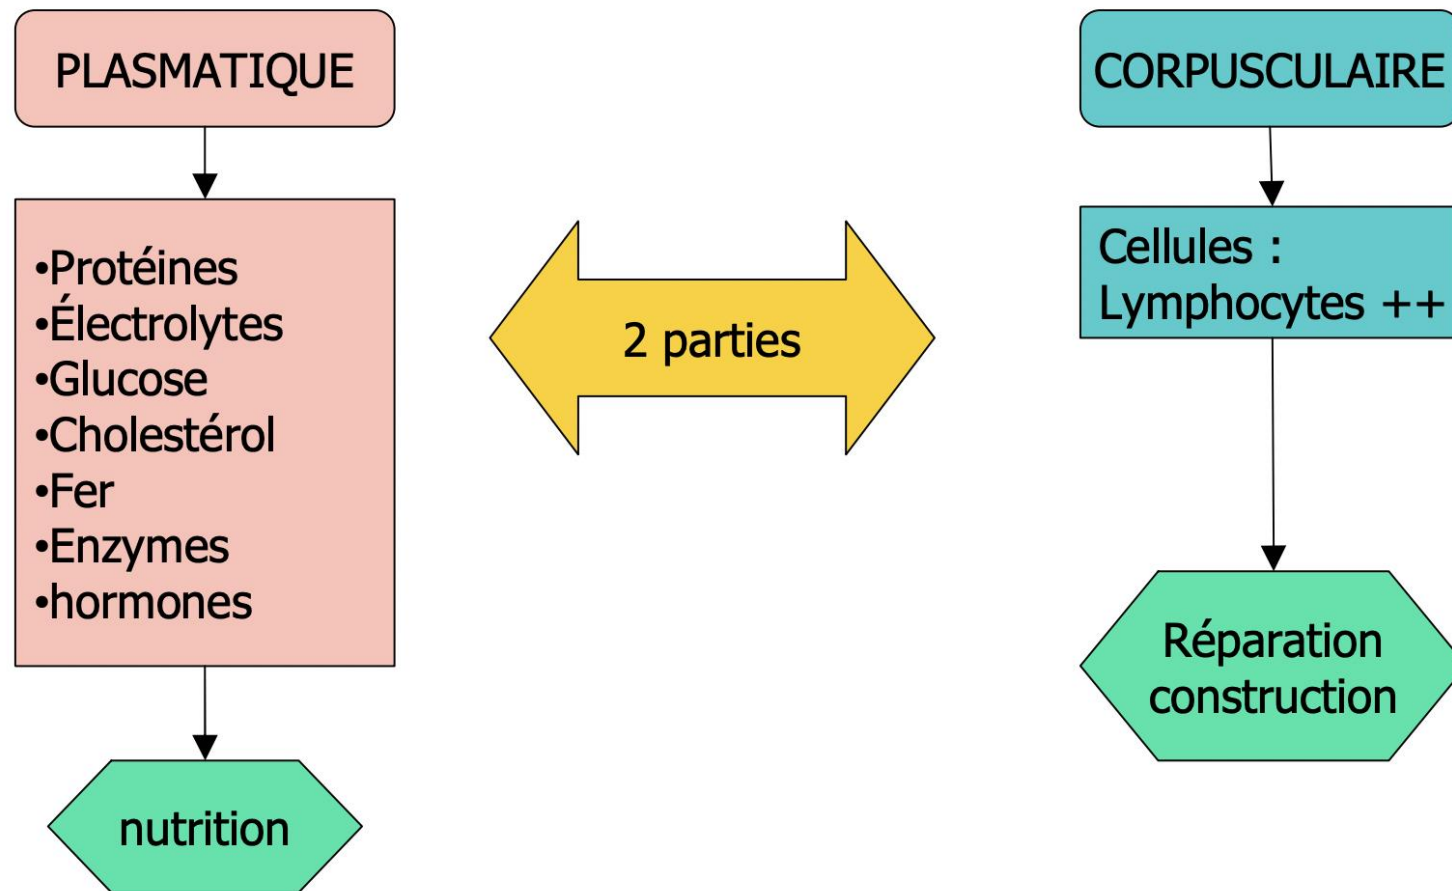 PLASMATIQUE
•Protéines
•Électrolytes
•Glucose
•Cholestérol
•Fer
•Enzymes
•hormones
nutrition
2 parties
CORPUSCULAIRE
Cellules :
Lymphocytes ++
Réparation
construction